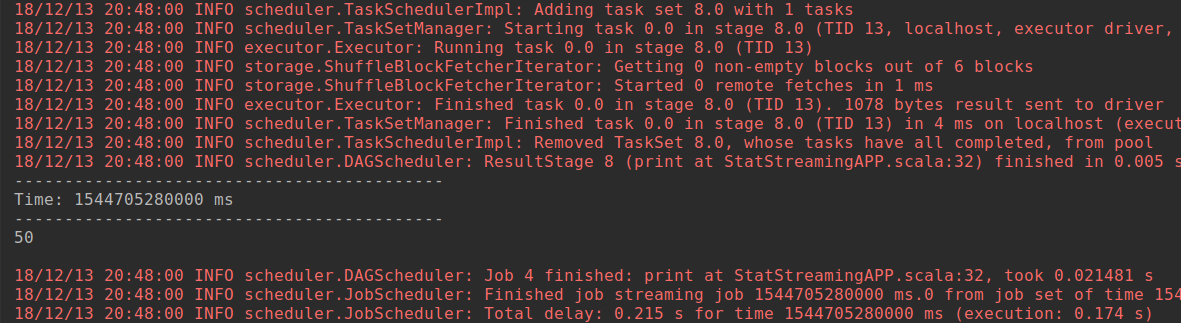 18/12/13 20:48:00 INFO scheduler.TaskSchedulerImpl: Adding task set 8.0 with 1 tasks
18/12/13 20:48:00 INFO scheduler.TaskSetManager: Starting task 0.0 in stage 8.0 (TID 13, localhost, executor driver,
18/12/13 20:48:00 INFO executor.Executor: Running task 0.0 in stage 8.0 (TID 13)
18/12/13 20:48:00 INFO storage.ShuffleBlockFetcherIterator: Getting 0 non-empty blocks out of 6 blocks
18/12/13 20:48:00 INFO storage.ShuffleBlockFetcherIterator: Started 0 remote fetches in 1 ms
18/12/13 20:48:00 INFO executor.Executor: Finished task 0.0 in stage 8.0 (TID 13). 1078 bytes result sent to driver
18/12/13 20:48:00 INFO scheduler.TaskSetManager: Finished task 0.0 in stage 8.0 (TID 13) in 4 ms on localhost (execut
18/12/13 20:48:00 INFO scheduler.TaskSchedulerImpl: Removed TaskSet 8.0, whose tasks have all completed, from pool
18/12/13 20:48:00 INFO scheduler.DAGScheduler: ResultStage 8 (print at StatStreamingAPP.scala:32) finished in 0.005 s
-------------------------------------------
Time: 1544705280000 ms
-------------------------------------------
50
18/12/13 20:48:00 INFO scheduler.DAGScheduler: Job 4 finished: print at StatStreamingAPP.scala:32, took 0.021481 s
18/12/13 20:48:00 INFO scheduler.JobScheduler: Finished job streaming job 1544705280000 ms.0 from job set of time 154
18/12/13 20:48:00 INFO scheduler.JobScheduler: Total delay: 0.215 s for time 1544705280000 ms (execution: 0.174 s)